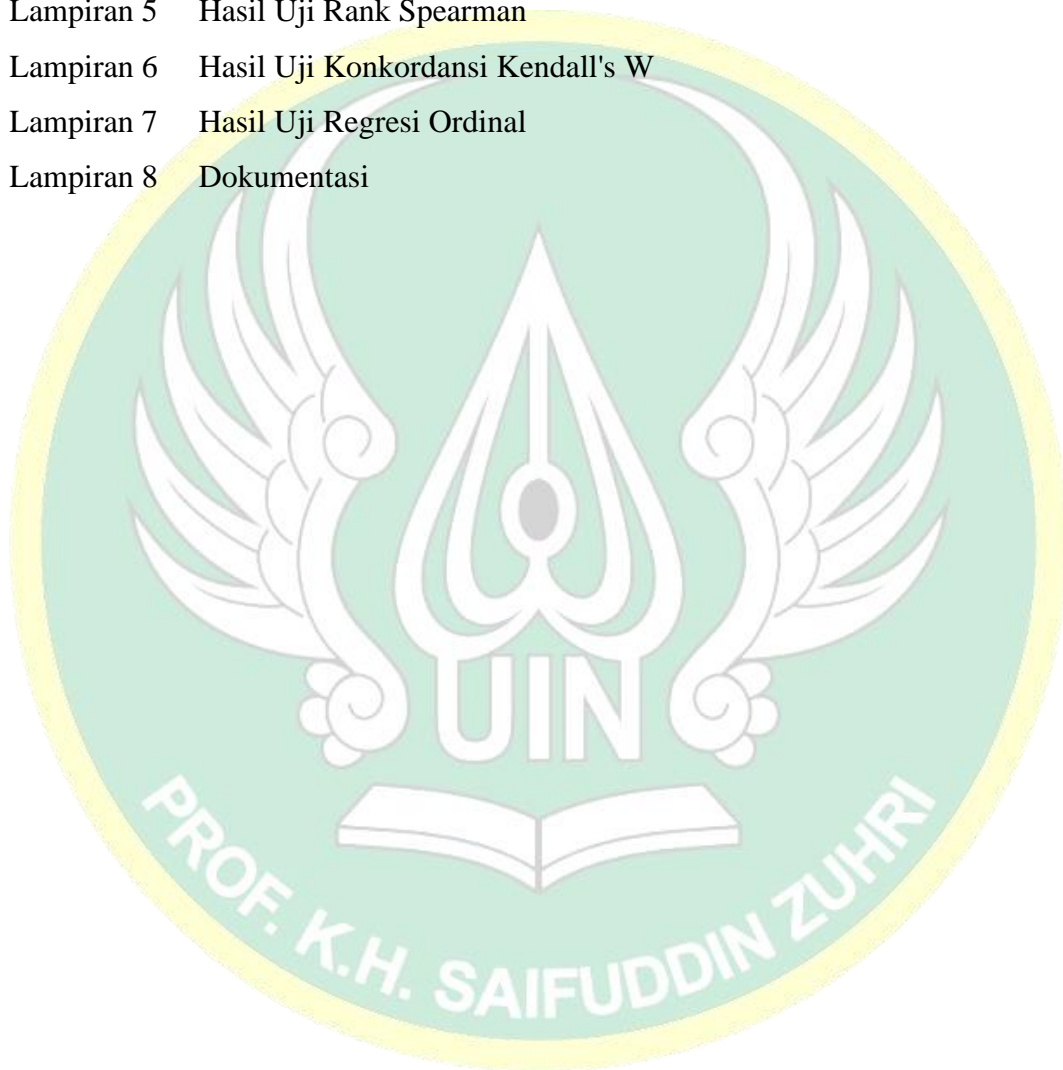 Lampiran 5 Hasil Uji Rank Spearman
Lampiran 6 Hasil Uji Konkordansi Kendall's W
Lampiran 7 Hasil Uji Regresi Ordinal
Lampiran 8 Dokumentasi
UIN
PROF. K.H. SAIFUDDIN ZUHRI